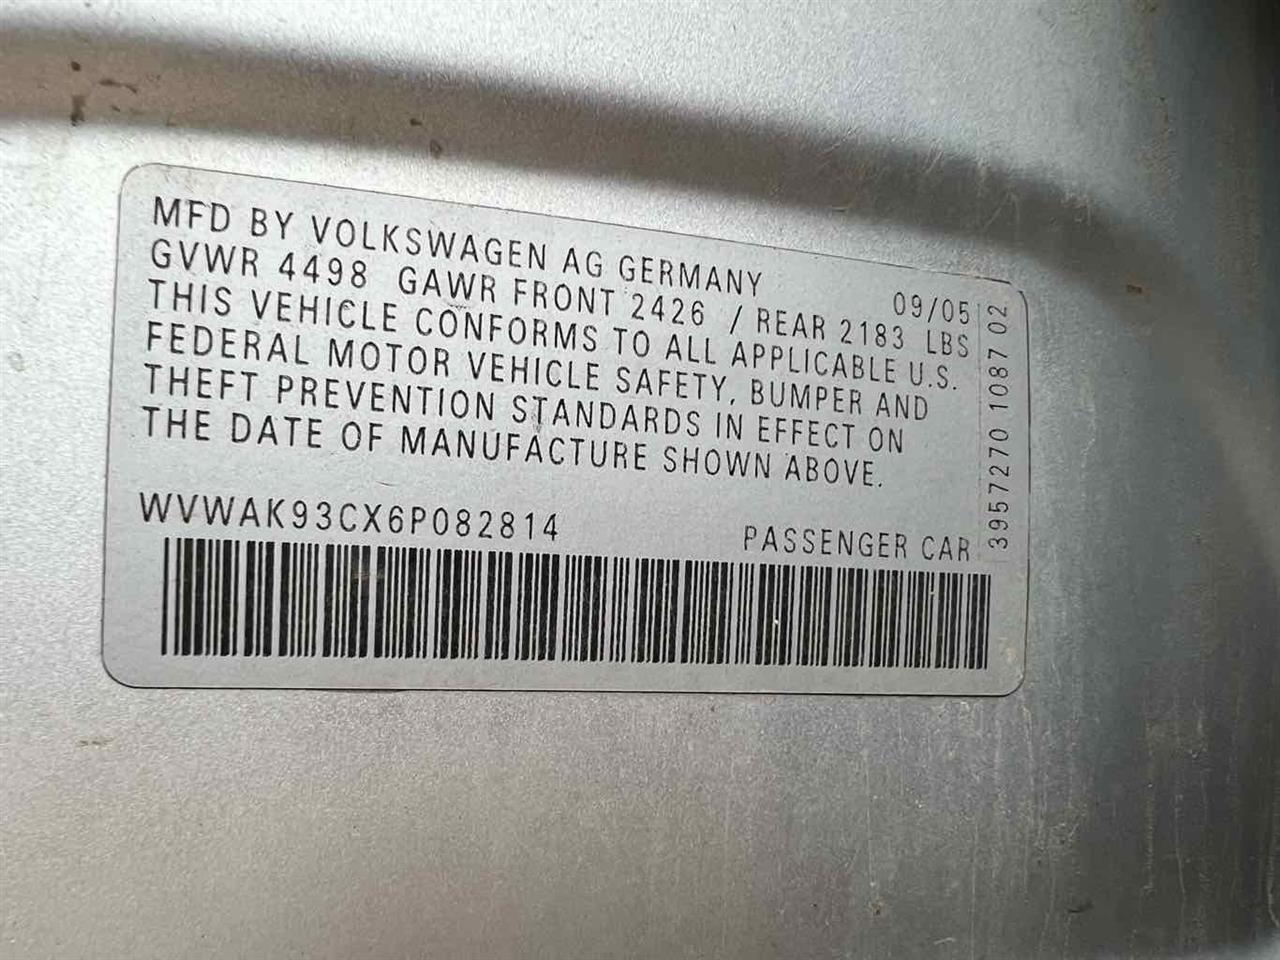 MFD BY VOLKSWAGEN AG GERMANY 09/05
GVWR 4498 GAWR FRONT 2426 / REAR 2183 LBS
THIS VEHICLE CONFORMS TO ALL APPLICABLE U.S.
FEDERAL MOTOR VEHICLE SAFETY, BUMPER AND
THEFT PREVENTION STANDARDS IN EFFECT ON
THE DATE OF MANUFACTURE SHOWN ABOVE.
WVWAK93CX6P082814 PASSENGER CAR
3957270 1087 02